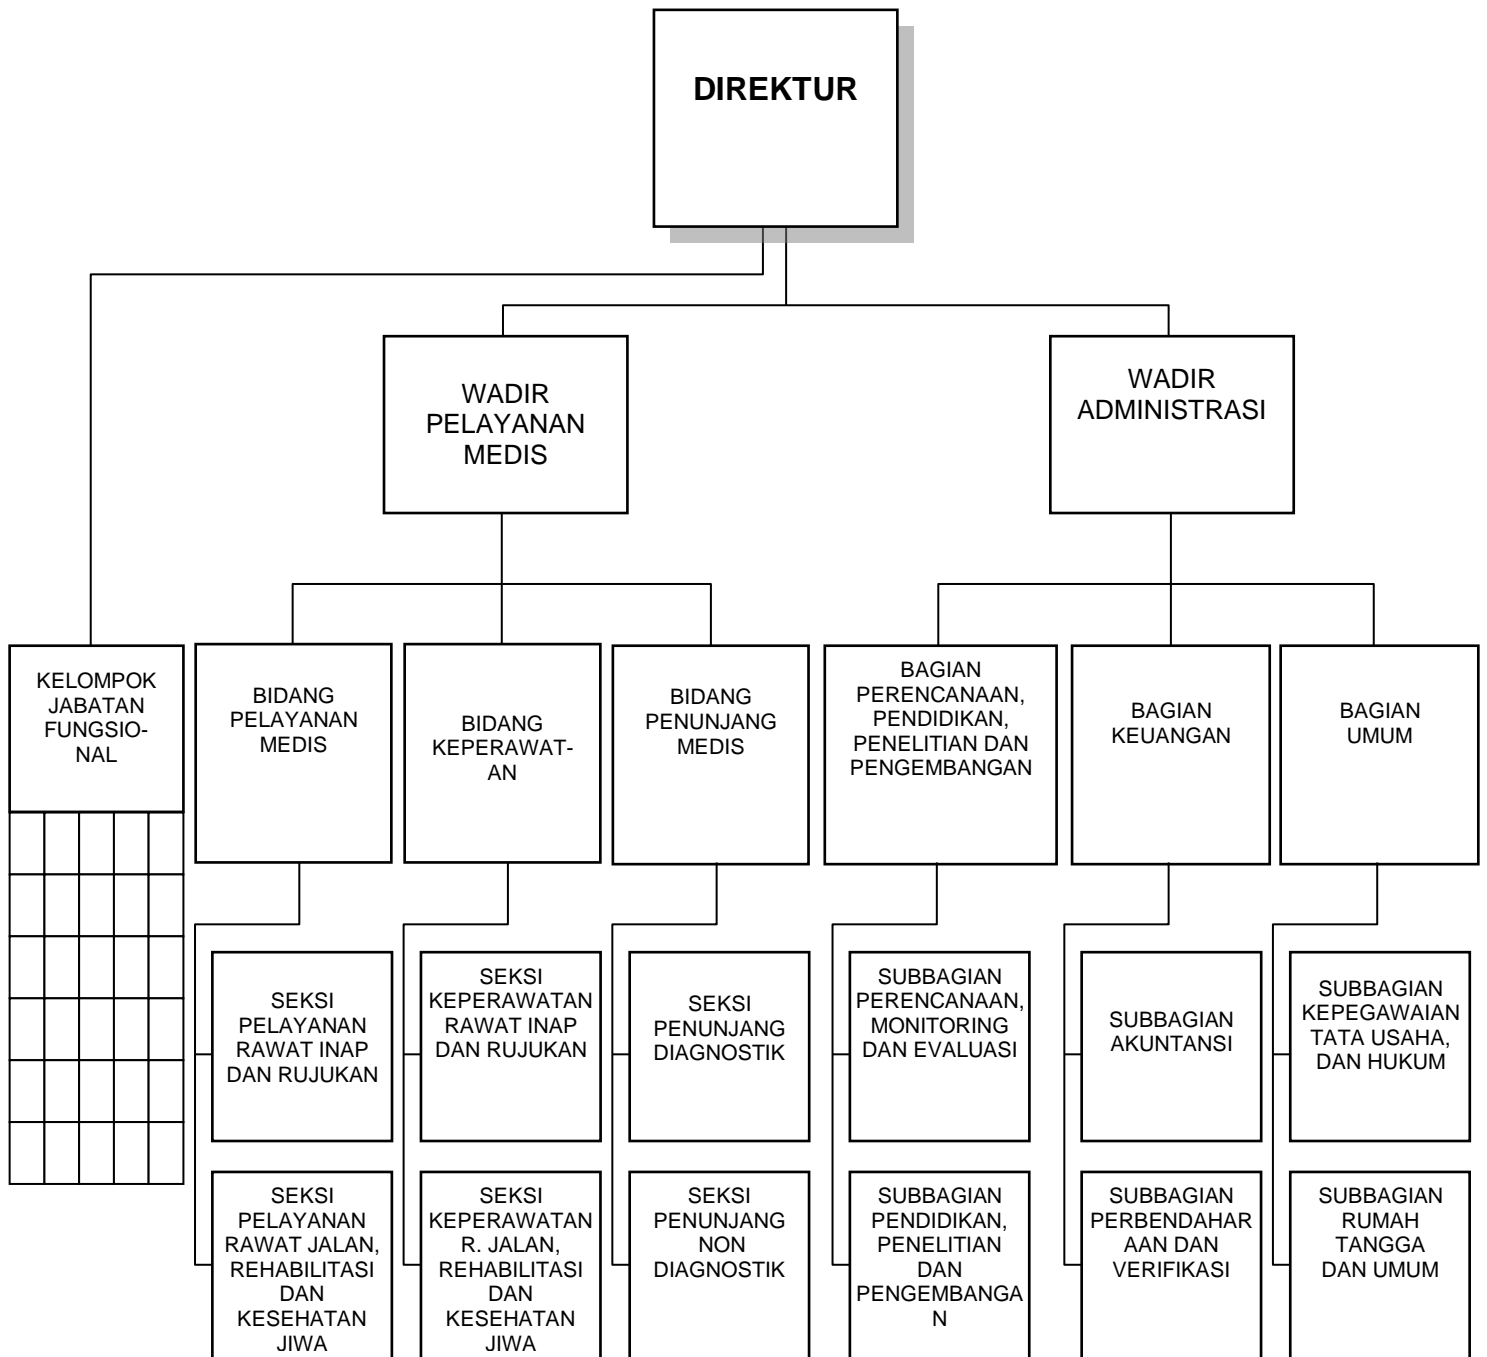 DIREKTUR
WADIR
PELAYANAN
MEDIS
WADIR
ADMINISTRASI
KELOMPOK
JABATAN
FUNGSIO-
NAL
BIDANG
PELAYANAN
MEDIS
BIDANG
KEPERAWAT-
AN
BIDANG
PENUNJANG
MEDIS
BAGIAN
PERENCANAAN,
PENDIDIKAN,
PENELITIAN DAN
PENGEMBANGAN
BAGIAN
KEUANGAN
BAGIAN
UMUM
SEKSI
PELAYANAN
RAWAT INAP
DAN RUJUKAN
SEKSI
KEPERAWATAN
RAWAT INAP
DAN RUJUKAN
SEKSI
PENUNJANG
DIAGNOSTIK
SUBBAGIAN
PERENCANAAN,
MONITORING
DAN EVALUASI
SUBBAGIAN
AKUNTANSI
SUBBAGIAN
KEPEGAWAIAN
TATA USAHA,
DAN HUKUM
SEKSI
PELAYANAN
RAWAT JALAN,
REHABILITASI
DAN
KESEHATAN
JIWA
SEKSI
KEPERAWATAN
R. JALAN,
REHABILITASI
DAN
KESEHATAN
JIWA
SEKSI
PENUNJANG
NON
DIAGNOSTIK
SUBBAGIAN
PENDIDIKAN,
PENELITIAN
DAN
PENGEMBANGA
N
SUBBAGIAN
PERBENDAHAR
AAN DAN
VERIFIKASI
SUBBAGIAN
RUMAH
TANGGA
DAN UMUM